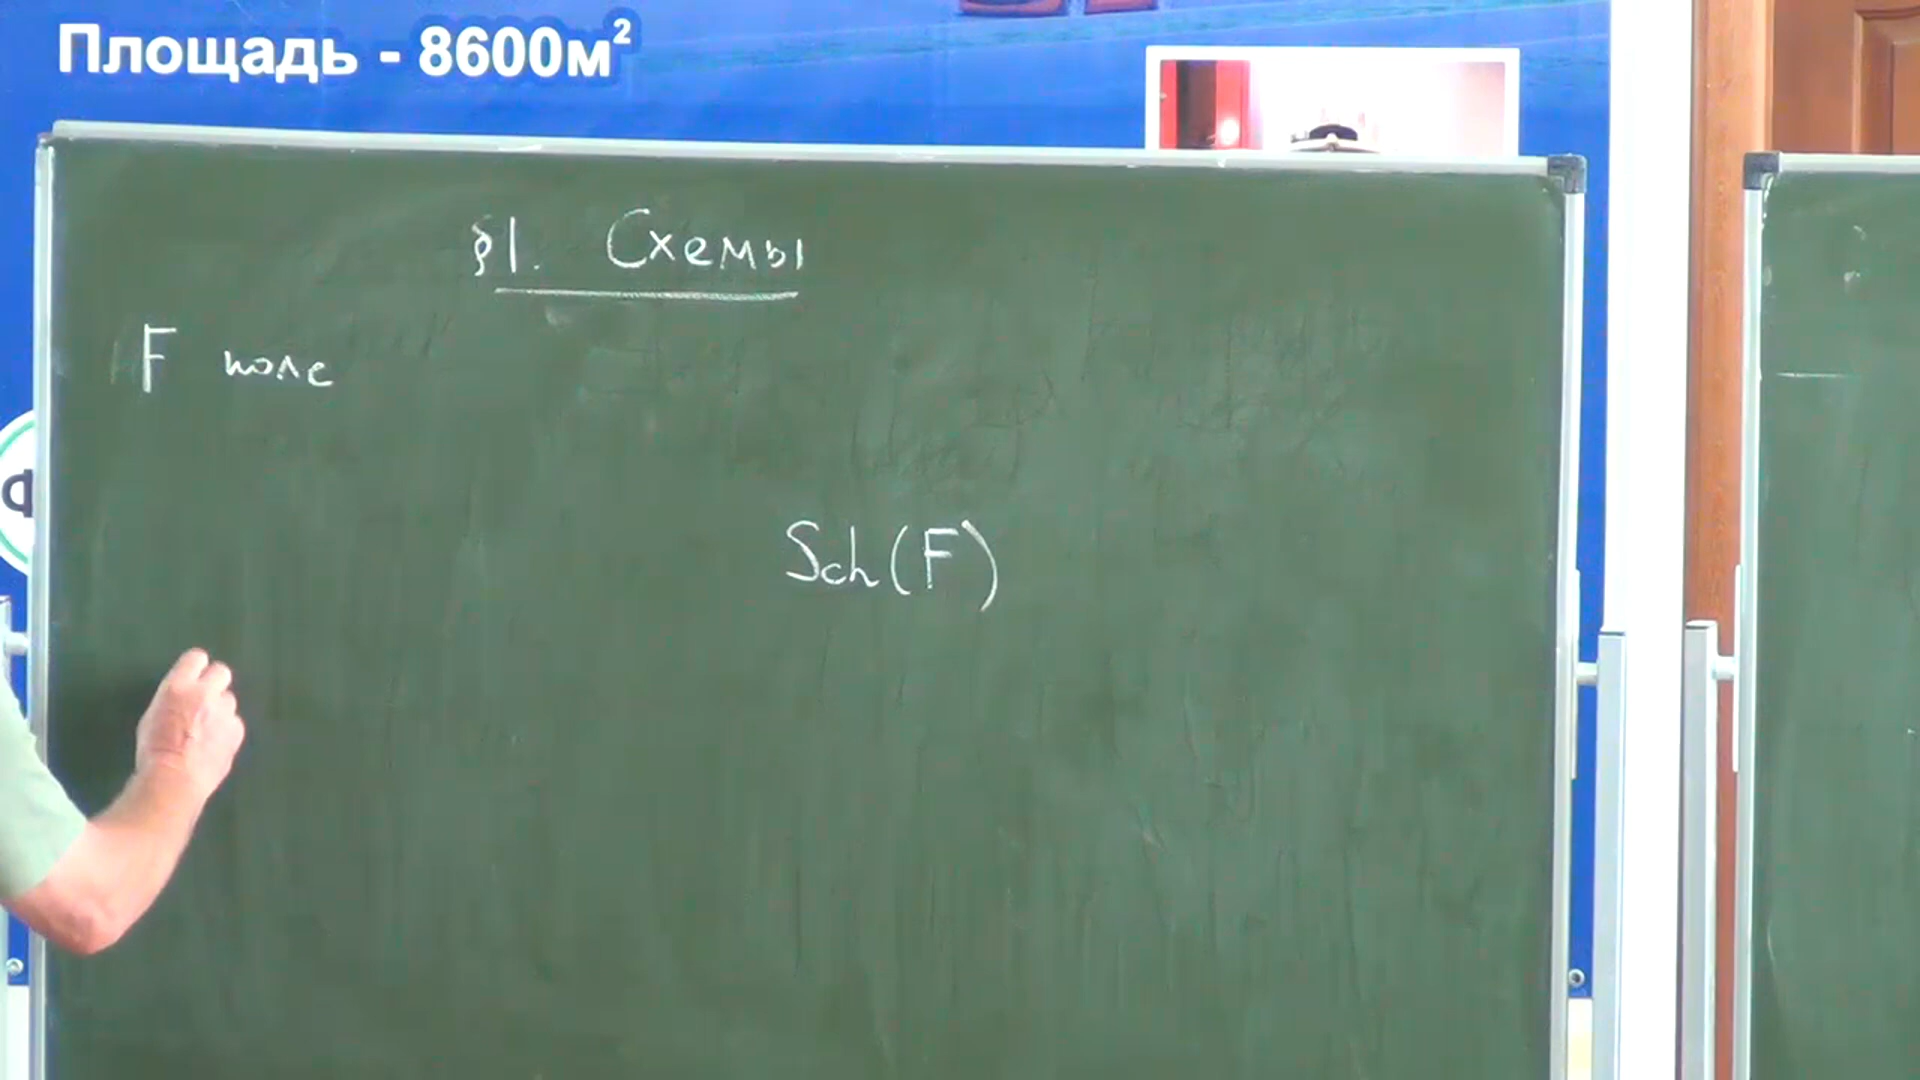 Площадь - 8600м²
§1. Схемы
F поле
Sch(F)